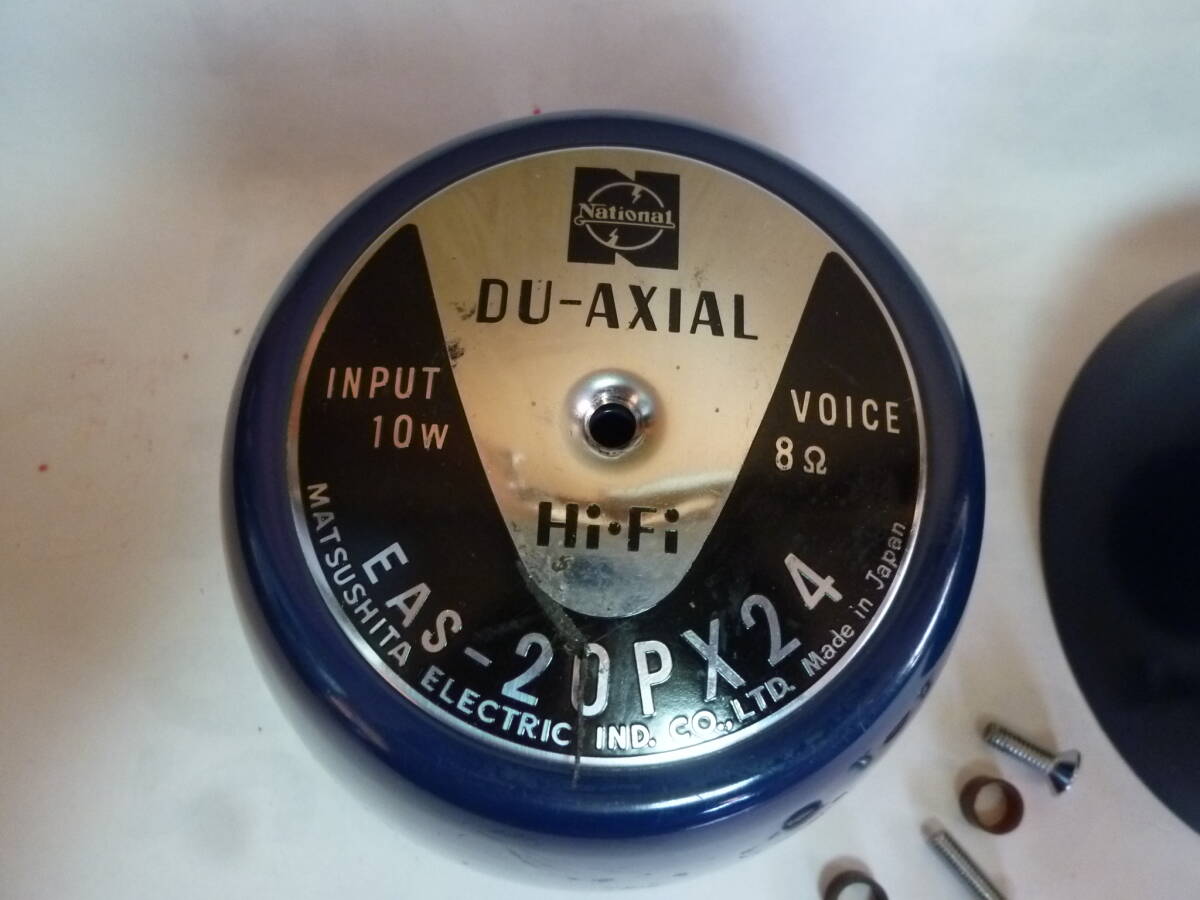 National
DU-AXIAL
INPUT
10W
VOICE
8Ω
Hi·Fi
EAS-20PX24
MATSUSHITA ELECTRIC IND. CO., LTD. Made in Japan